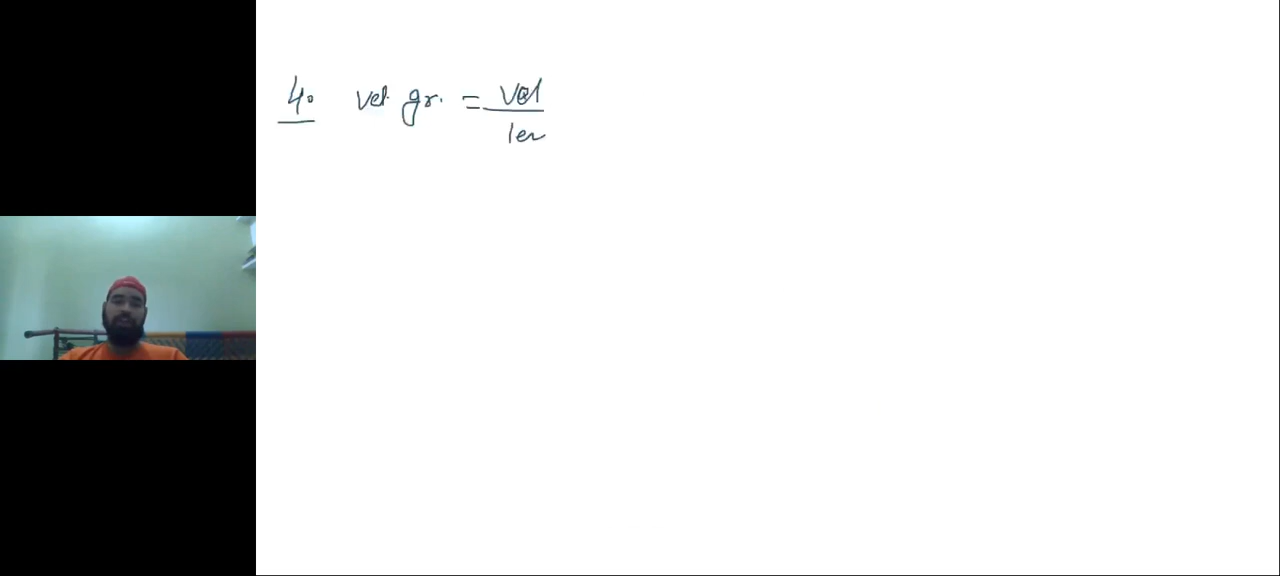 4. vel. gr. = vel
len